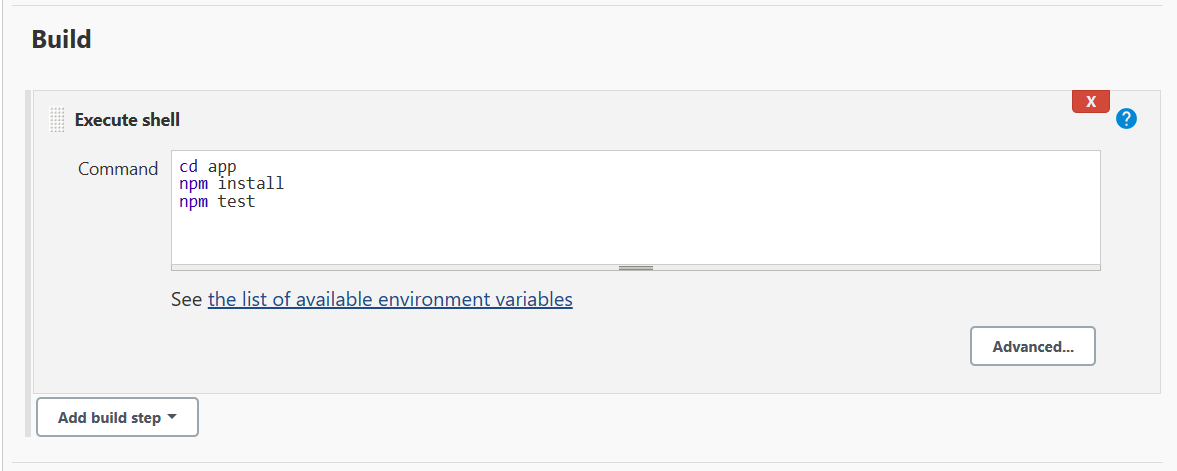 Build
X
Execute shell
?
Command
cd app
npm install
npm test
See the list of available environment variables
Advanced...
Add build step